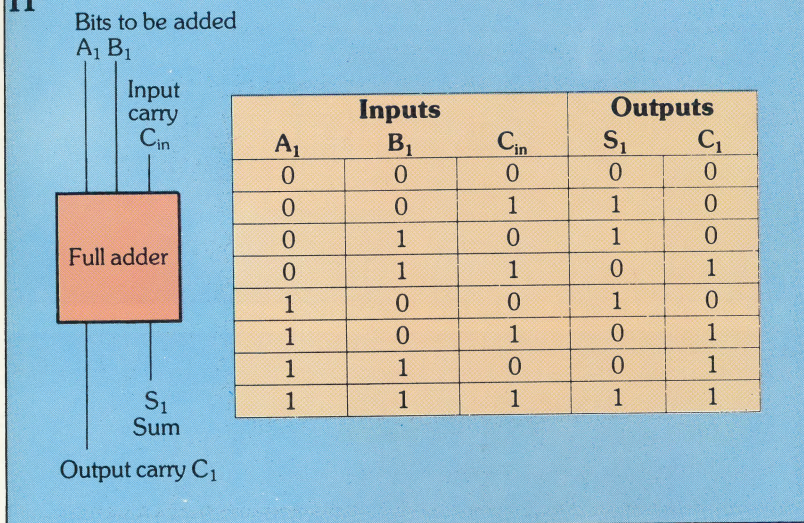 11
Bits to be added
A₁ B₁
Input
carry
C_in
Full adder
S₁
Sum
Output carry C₁
Inputs Outputs
A₁ B₁ C_in S₁ C₁
0 0 0 0 0
0 0 1 1 0
0 1 0 1 0
0 1 1 0 1
1 0 0 1 0
1 0 1 0 1
1 1 0 0 1
1 1 1 1 1